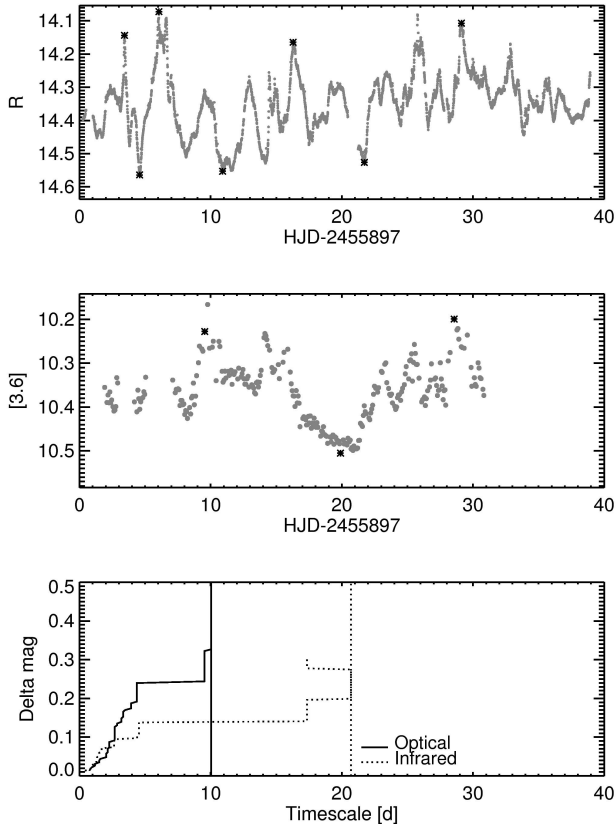 14.1
14.2
14.3
14.4
14.5
14.6
R
0 10 20 30 40
HJD-2455897
10.2
10.3
10.4
10.5
[3.6]
0 10 20 30 40
HJD-2455897
0.5
0.4
0.3
0.2
0.1
0.0
Delta mag
Optical
Infrared
0 10 20 30 40
Timescale [d]